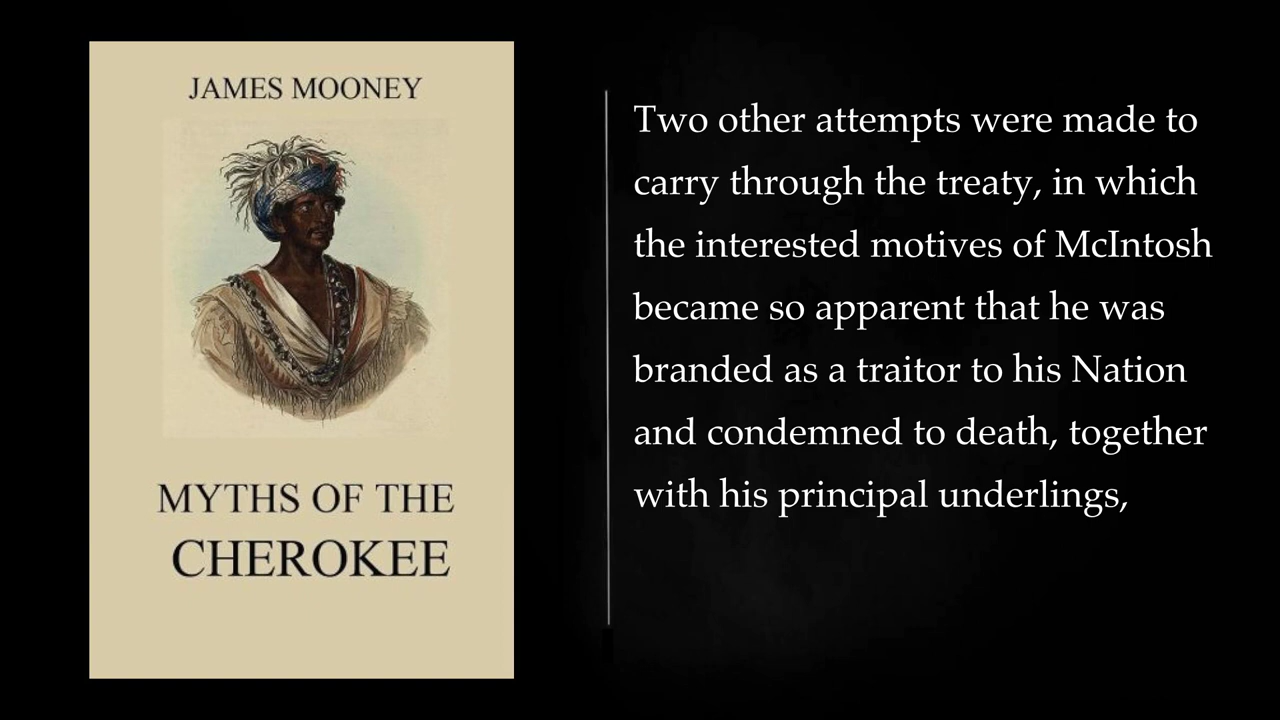 JAMES MOONEY
MYTHS OF THE
CHEROKEE
Two other attempts were made to
carry through the treaty, in which
the interested motives of McIntosh
became so apparent that he was
branded as a traitor to his Nation
and condemned to death, together
with his principal underlings,